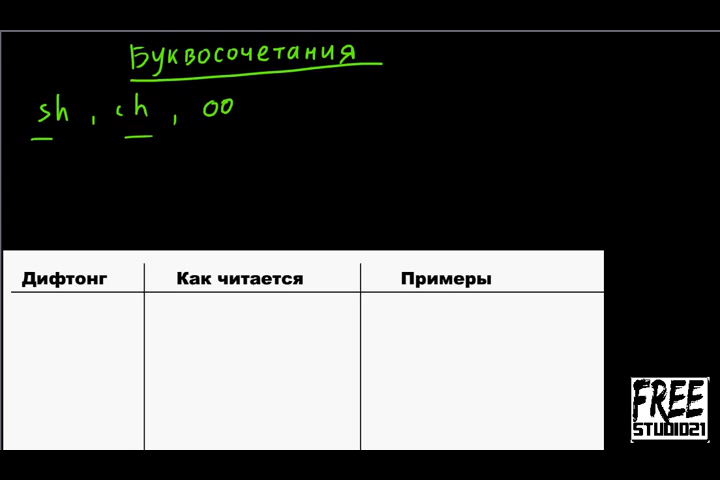 Буквосочетания
sh , ch , oo
Дифтонг Как читается Примеры
FREE
STUDIO21